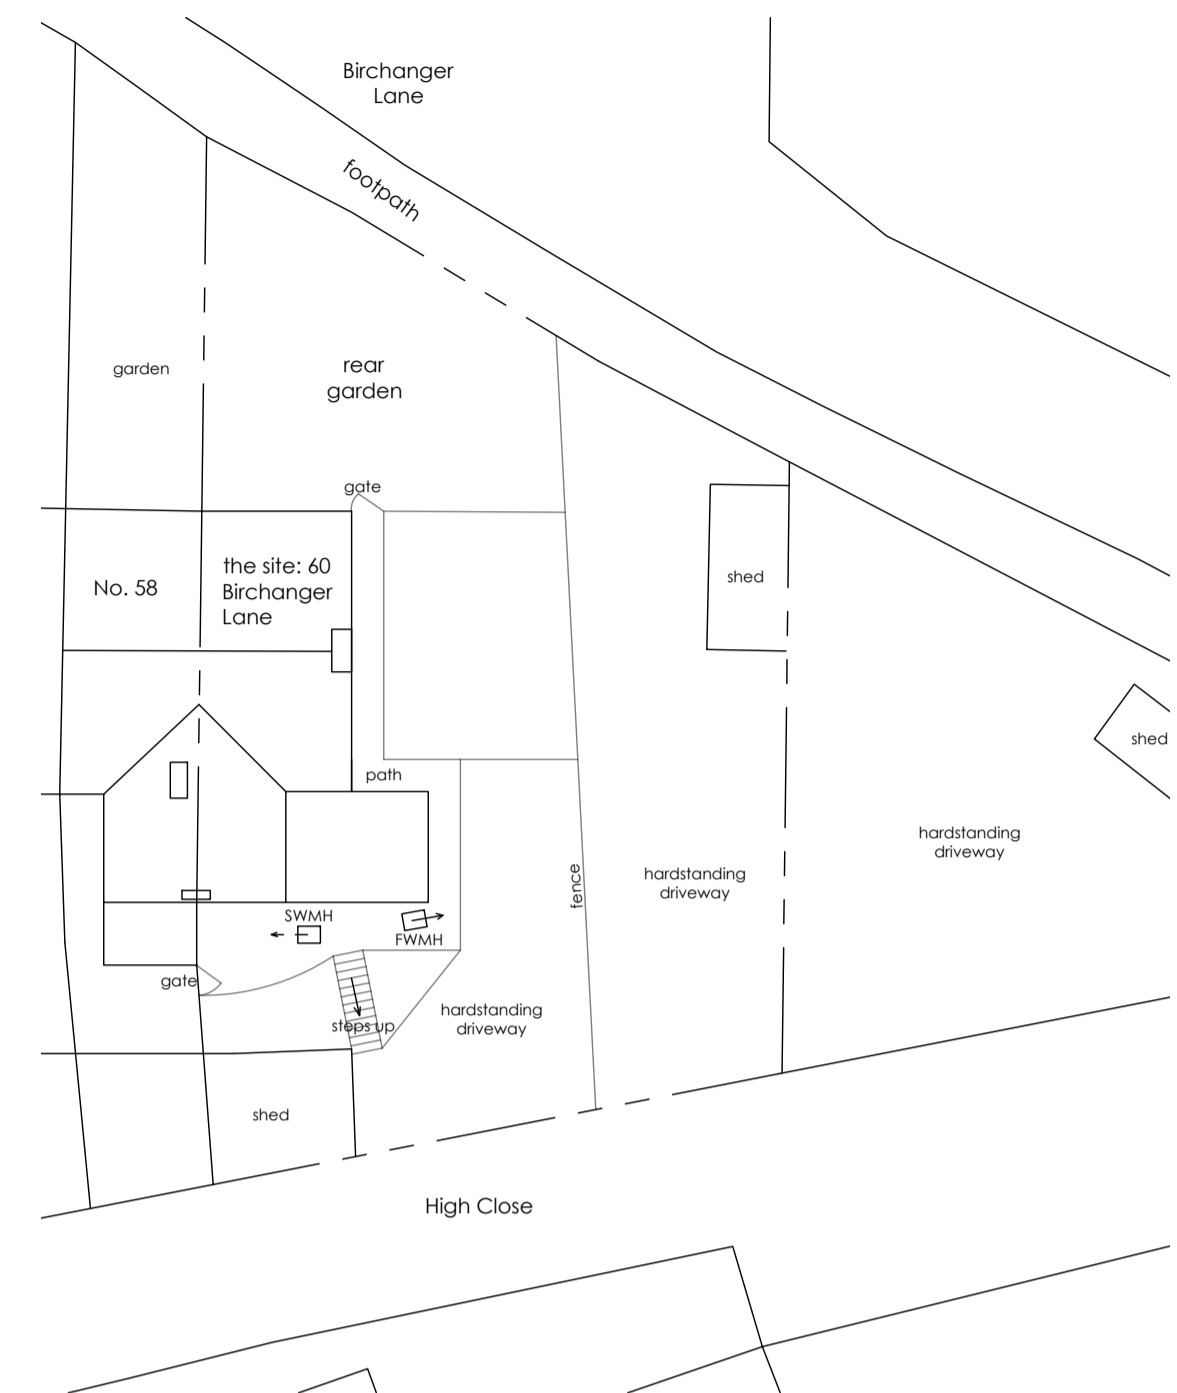 Birchanger
Lane
footpath
garden
rear
garden
gate
the site: 60
Birchanger
Lane
No. 58
shed
shed
path
hardstanding
driveway
hardstanding
driveway
fence
SWMH
FWMH
gate
hardstanding
driveway
steps up
shed
High Close